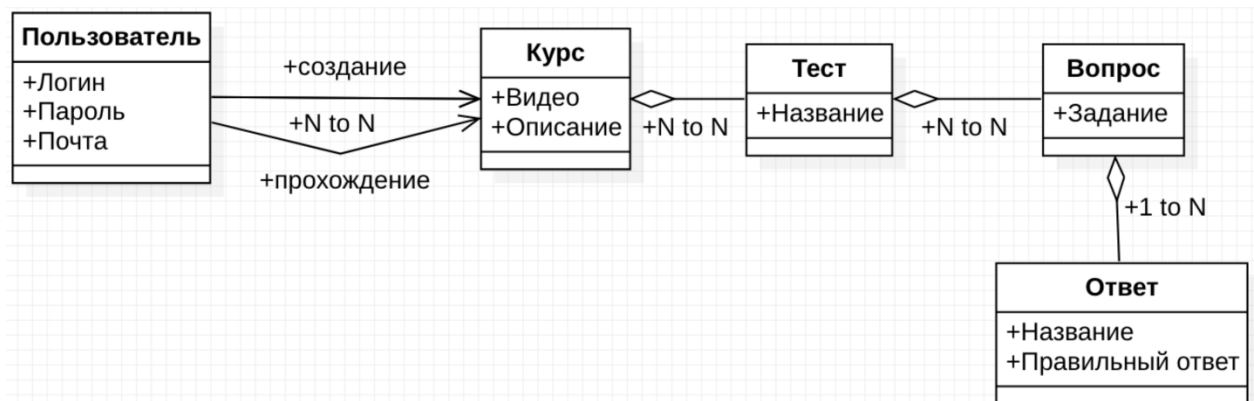 Пользователь
+Логин
+Пароль
+Почта
+создание
+N to N
+прохождение
Курс
+Видео
+Описание
+N to N
Тест
+Название
+N to N
Вопрос
+Задание
+1 to N
Ответ
+Название
+Правильный ответ